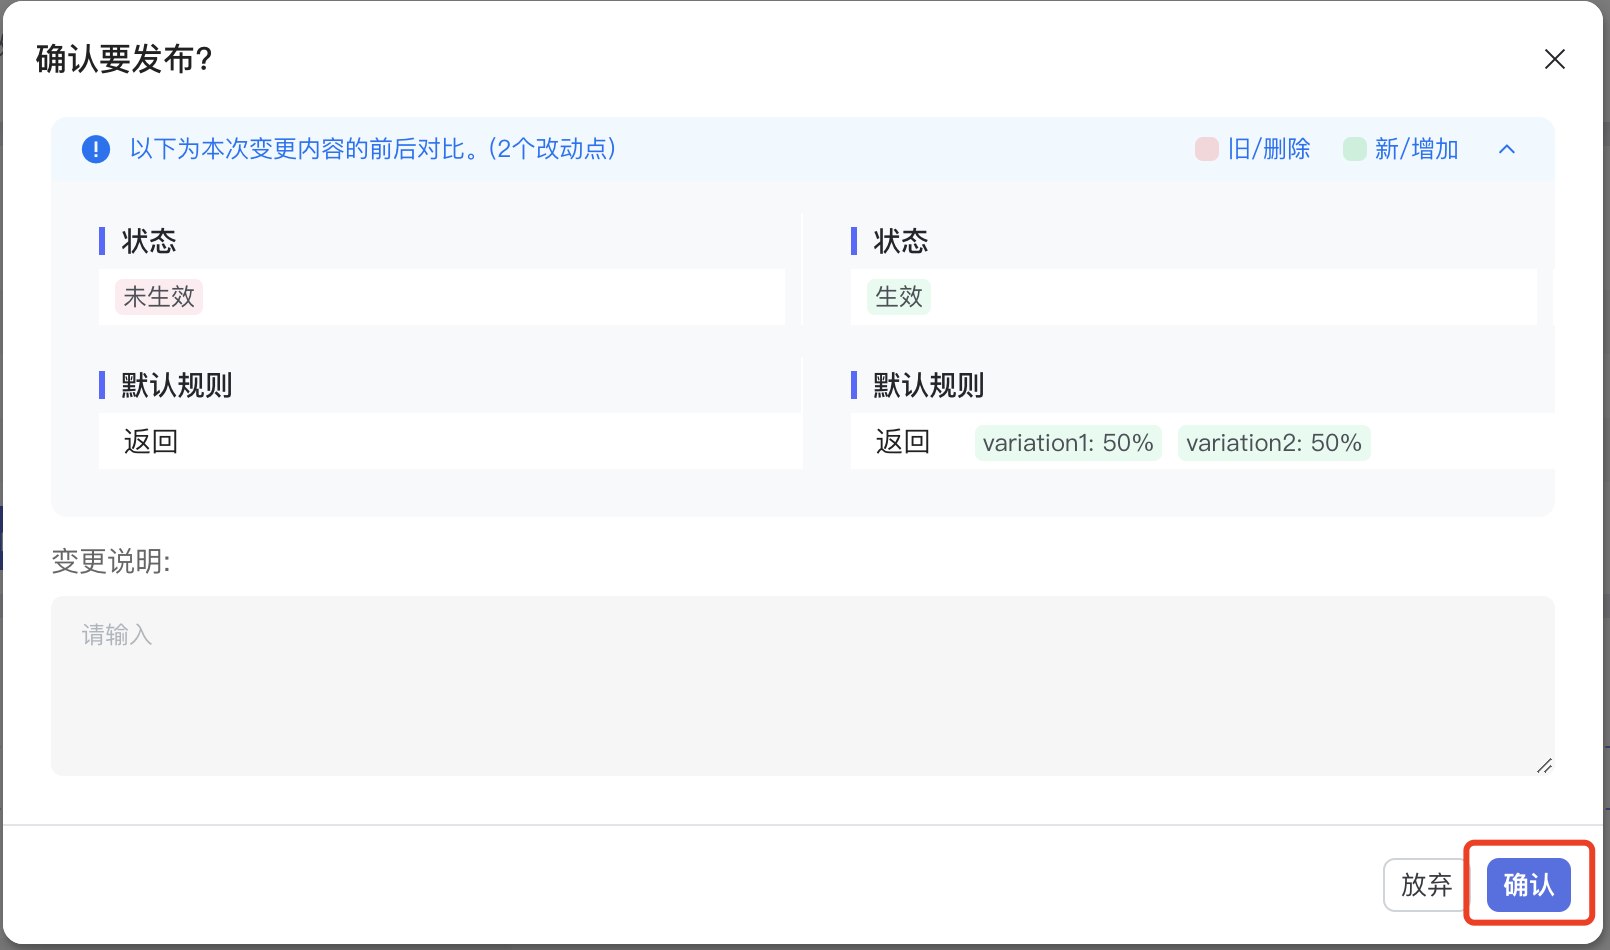 确认要发布?
以下为本次变更内容的前后对比。(2个改动点)
旧/删除 新/增加
状态
未生效
状态
生效
默认规则
返回
默认规则
返回 variation1: 50% variation2: 50%
变更说明:
请输入
放弃 确认